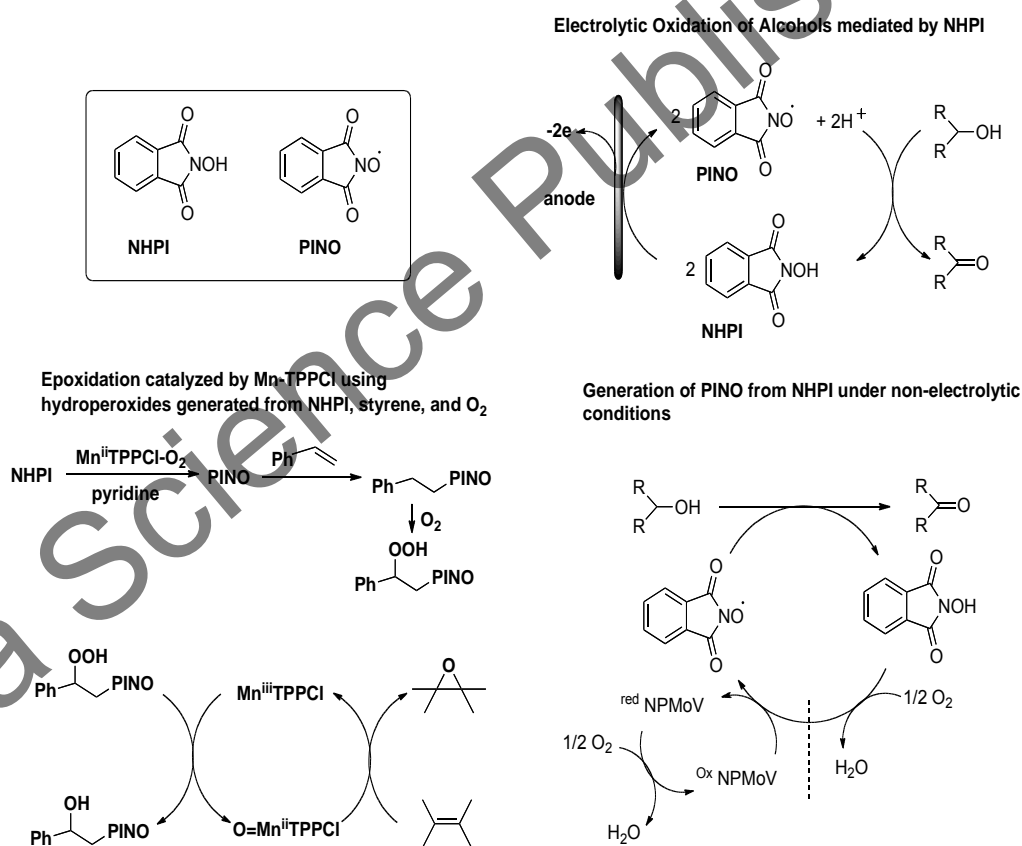 Electrolytic Oxidation of Alcohols mediated by NHPI
O
N OH
O
NHPI
O
NO·
O
PINO
-2e
anode
2
O
NO·
O
+ 2H+
PINO
R
OH
R
2
O
NOH
O
NHPI
R
O
R
Epoxidation catalyzed by Mn-TPPCl using
hydroperoxides generated from NHPI, styrene, and O2
NHPI
MniiTPPCl-O2
pyridine
PINO
Ph
Ph
PINO
O2
OOH
Ph
PINO
OOH
Ph
PINO
MniiiTPPCl
O
OH
Ph
PINO
O=MniiTPPCl
Generation of PINO from NHPI under non-electrolytic
conditions
R
OH
R
R
O
R
O
NO·
O
O
NOH
O
red NPMoV
1/2 O2
1/2 O2
Ox NPMoV
H2O
H2O
a Science Publis